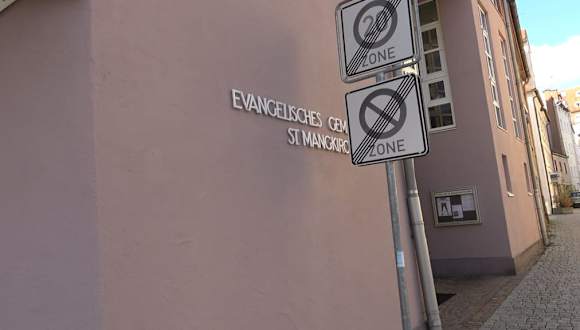 20
ZONE
EVANGELISCHES GEM
ST. MANGKIRC
ZONE